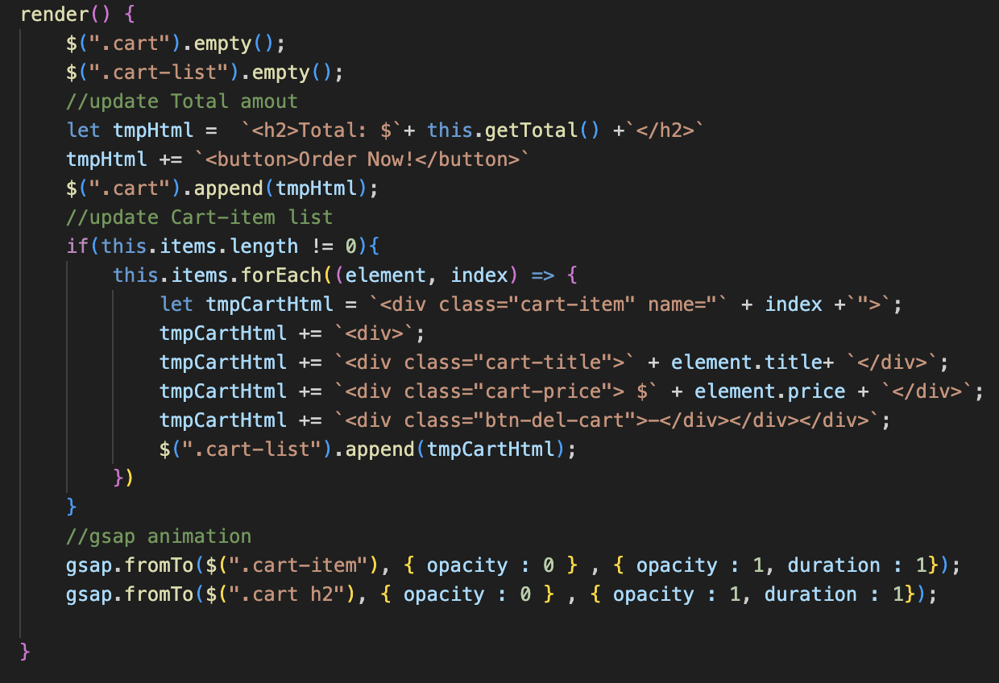 render() {
    $(".cart").empty();
    $(".cart-list").empty();
    //update Total amout
    let tmpHtml =  `<h2>Total: $`+ this.getTotal() +`</h2>`
    tmpHtml += `<button>Order Now!</button>`
    $(".cart").append(tmpHtml);
    //update Cart-item list
    if(this.items.length != 0){
        this.items.forEach((element, index) => {
            let tmpCartHtml = `<div class="cart-item" name="` + index +`">`;
            tmpCartHtml += `<div>`;
            tmpCartHtml += `<div class="cart-title">` + element.title+ `</div>`;
            tmpCartHtml += `<div class="cart-price"> $` + element.price + `</div>`;
            tmpCartHtml += `<div class="btn-del-cart">-</div></div></div>`;
            $(".cart-list").append(tmpCartHtml);
        })
    }
    //gsap animation
    gsap.fromTo($(".cart-item"), { opacity : 0 } , { opacity : 1, duration : 1});
    gsap.fromTo($(".cart h2"), { opacity : 0 } , { opacity : 1, duration : 1});
}